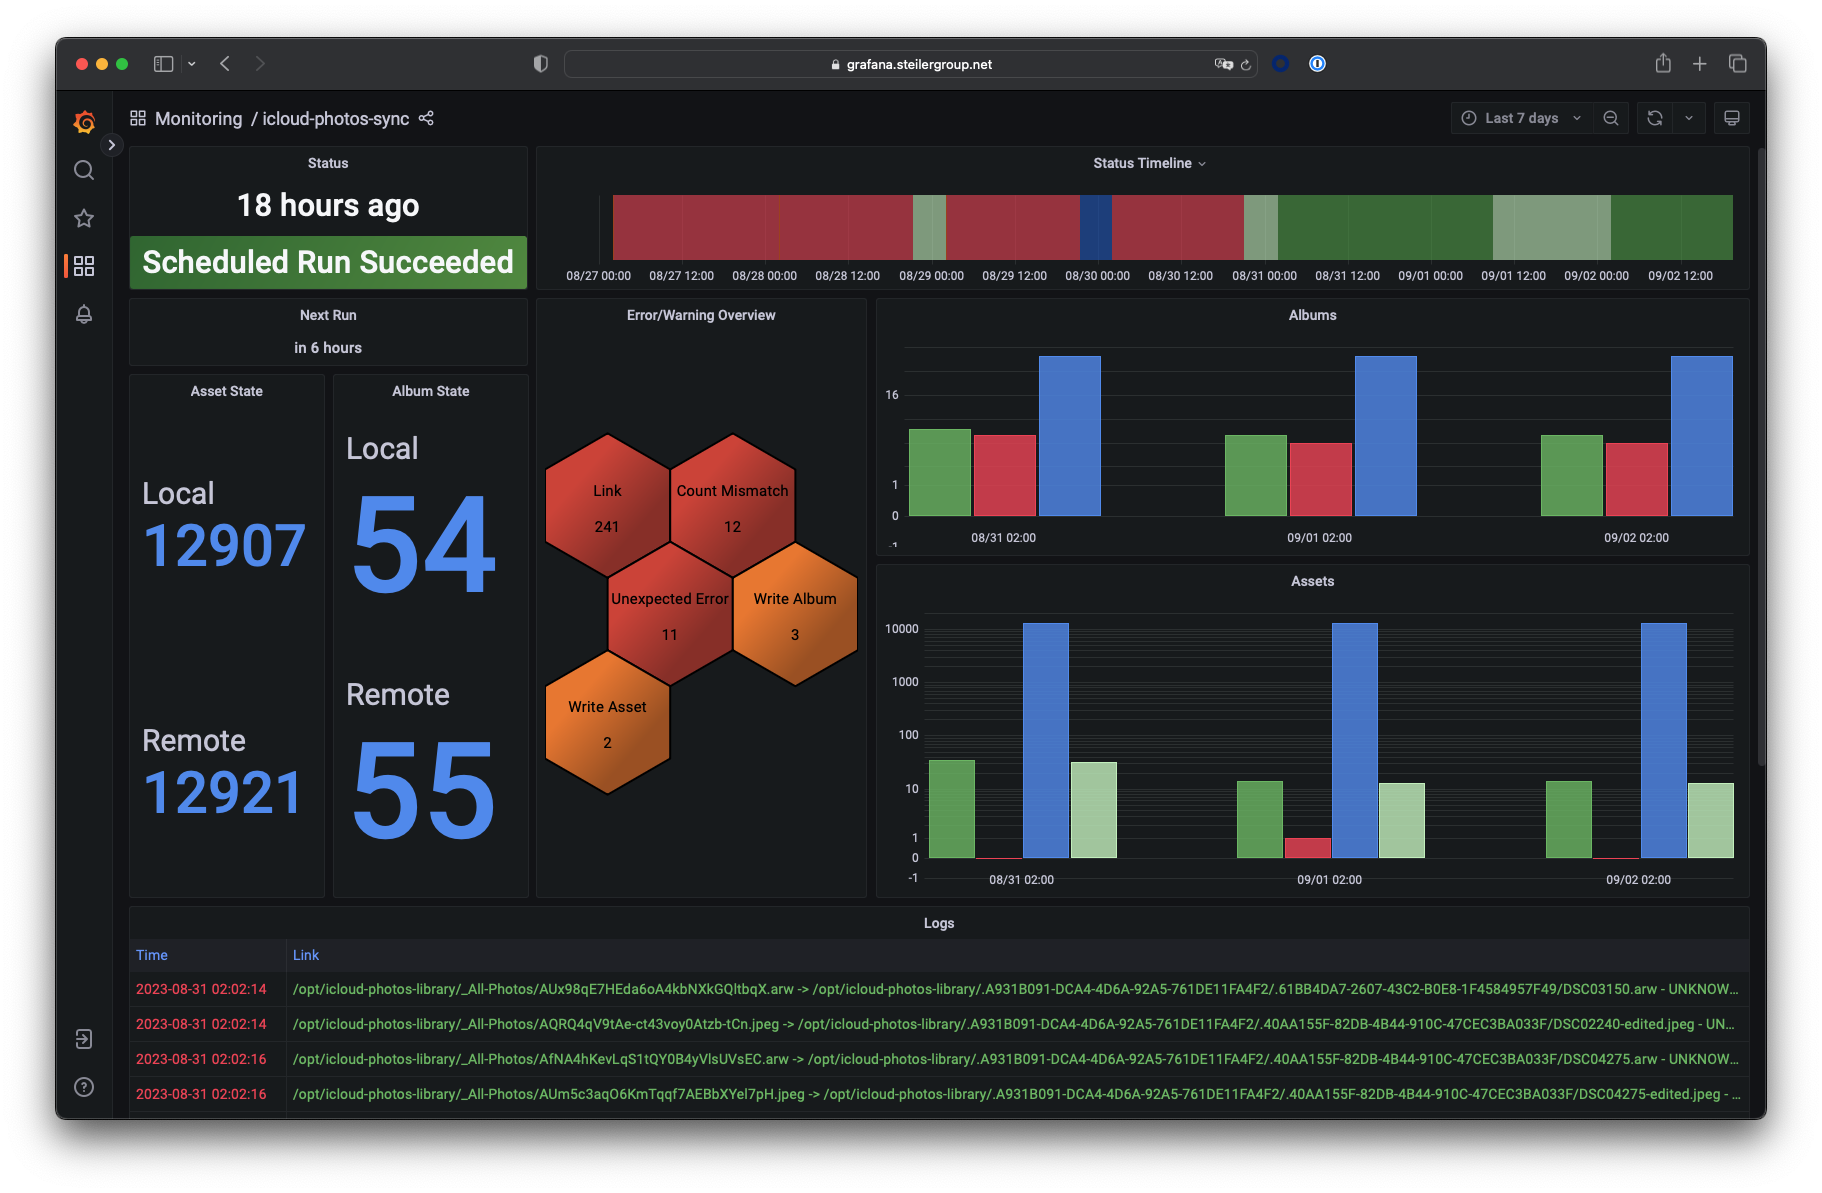 grafana.steilergroup.net
Monitoring / icloud-photos-sync
Last 7 days
Status
18 hours ago
Scheduled Run Succeeded
Status Timeline
08/27 00:00 08/27 12:00 08/28 00:00 08/28 12:00 08/29 00:00 08/29 12:00 08/30 00:00 08/30 12:00 08/31 00:00 08/31 12:00 09/01 00:00 09/01 12:00 09/02 00:00 09/02 12:00
Next Run
in 6 hours
Asset State
Local
12907
Remote
12921
Album State
Local
54
Remote
55
Error/Warning Overview
Link
241
Count Mismatch
12
Unexpected Error
11
Write Album
3
Write Asset
2
Albums
16
1
0
-1
08/31 02:00 09/01 02:00 09/02 02:00
Assets
10000
1000
100
10
1
0
-1
08/31 02:00 09/01 02:00 09/02 02:00
Logs
Time Link
2023-08-31 02:02:14 /opt/icloud-photos-library/_All-Photos/AUx98qE7HEda6oA4kbNXkGQltbqX.arw -> /opt/icloud-photos-library/.A931B091-DCA4-4D6A-92A5-761DE11FA4F2/.61BB4DA7-2607-43C2-B0E8-1F4584957F49/DSC03150.arw - UNKNOW...
2023-08-31 02:02:14 /opt/icloud-photos-library/_All-Photos/AQRQ4qV9tAe-ct43voy0Atzb-tCn.jpeg -> /opt/icloud-photos-library/.A931B091-DCA4-4D6A-92A5-761DE11FA4F2/.40AA155F-82DB-4B44-910C-47CEC3BA033F/DSC02240-edited.jpeg - UN...
2023-08-31 02:02:16 /opt/icloud-photos-library/_All-Photos/AfNA4hKevLqS1tQY0B4yVlsUVsEC.arw -> /opt/icloud-photos-library/.A931B091-DCA4-4D6A-92A5-761DE11FA4F2/.40AA155F-82DB-4B44-910C-47CEC3BA033F/DSC04275.arw - UNKNOW...
2023-08-31 02:02:16 /opt/icloud-photos-library/_All-Photos/AUm5c3aqO6KmTqqf7AEBbXYel7pH.jpeg -> /opt/icloud-photos-library/.A931B091-DCA4-4D6A-92A5-761DE11FA4F2/.40AA155F-82DB-4B44-910C-47CEC3BA033F/DSC04275-edited.jpeg - ...